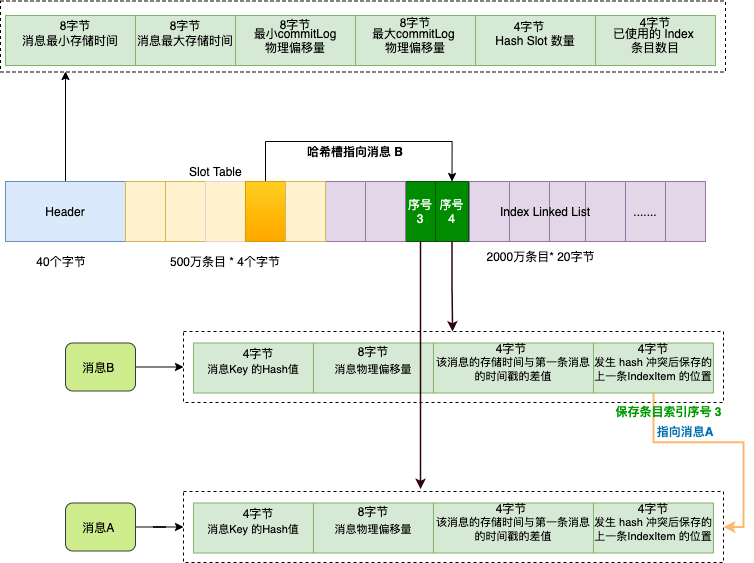 8字节
消息最小存储时间
8字节
消息最大存储时间
8字节
最小commitLog
物理偏移量
8字节
最大commitLog
物理偏移量
4字节
Hash Slot 数量
4字节
已使用的 Index
条目数目
哈希槽指向消息 B
Slot Table
Header
序号
3
序号
4
Index Linked List
.......
40个字节
500万条目 * 4个字节
2000万条目* 20字节
消息B
4字节
消息Key 的Hash值
8字节
消息物理偏移量
4字节
该消息的存储时间与第一条消息
的时间戳的差值
4字节
发生 hash 冲突后保存的
上一条IndexItem 的位置
保存条目索引序号 3
指向消息A
消息A
4字节
消息Key 的Hash值
8字节
消息物理偏移量
4字节
该消息的存储时间与第一条消息
的时间戳的差值
4字节
发生 hash 冲突后保存的
上一条IndexItem 的位置